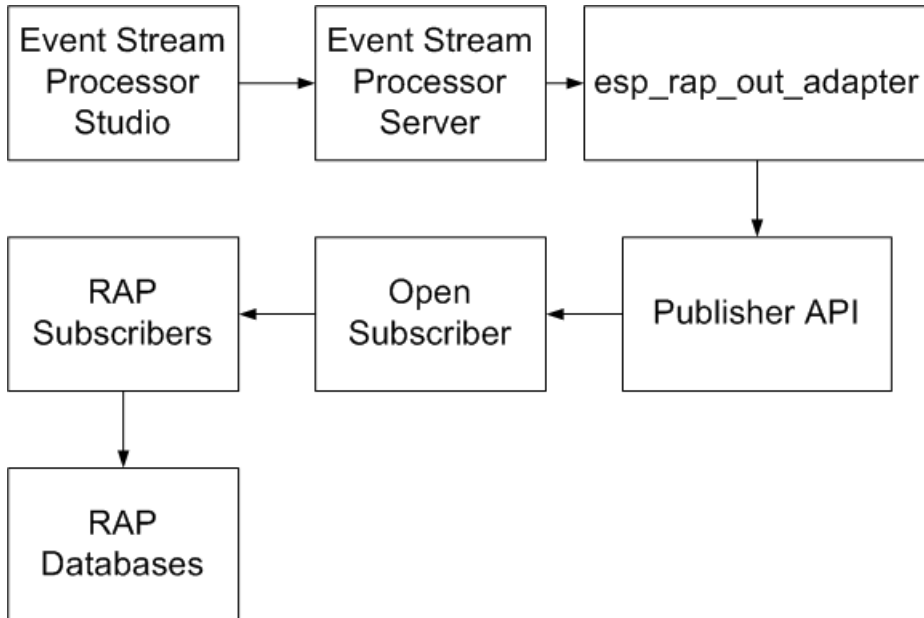 Event Stream
Processor
Studio
Event Stream
Processor
Server
esp_rap_out_adapter
Publisher API
Open
Subscriber
RAP
Subscribers
RAP
Databases